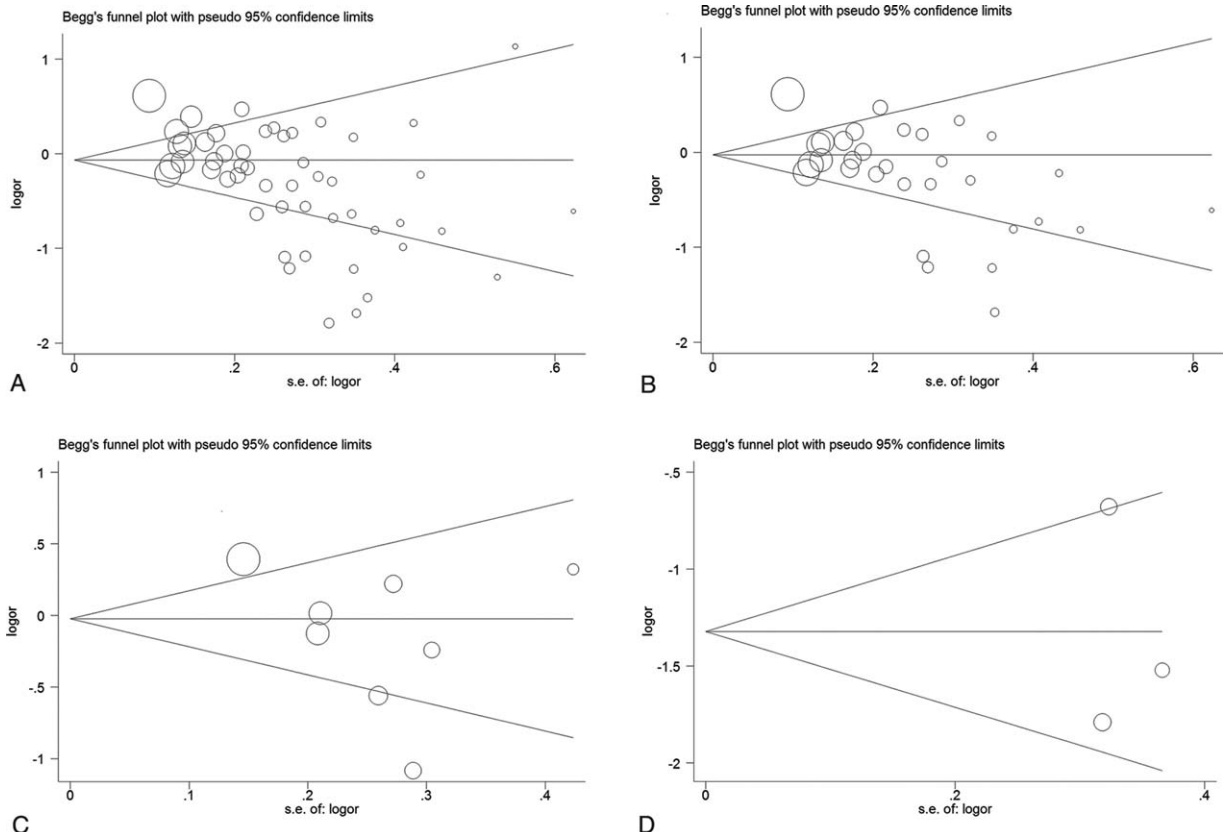 Begg's funnel plot with pseudo 95% confidence limits
1
0
-1
-2
logor
0
.2
.4
.6
s.e. of: logor
A
Begg's funnel plot with pseudo 95% confidence limits
1
0
-1
-2
logor
0
.2
.4
.6
s.e. of: logor
B
Begg's funnel plot with pseudo 95% confidence limits
1
.5
0
-.5
-1
logor
0
.1
.2
.3
.4
s.e. of: logor
C
Begg's funnel plot with pseudo 95% confidence limits
-.5
-1
-1.5
-2
logor
0
.2
.4
s.e. of: logor
D